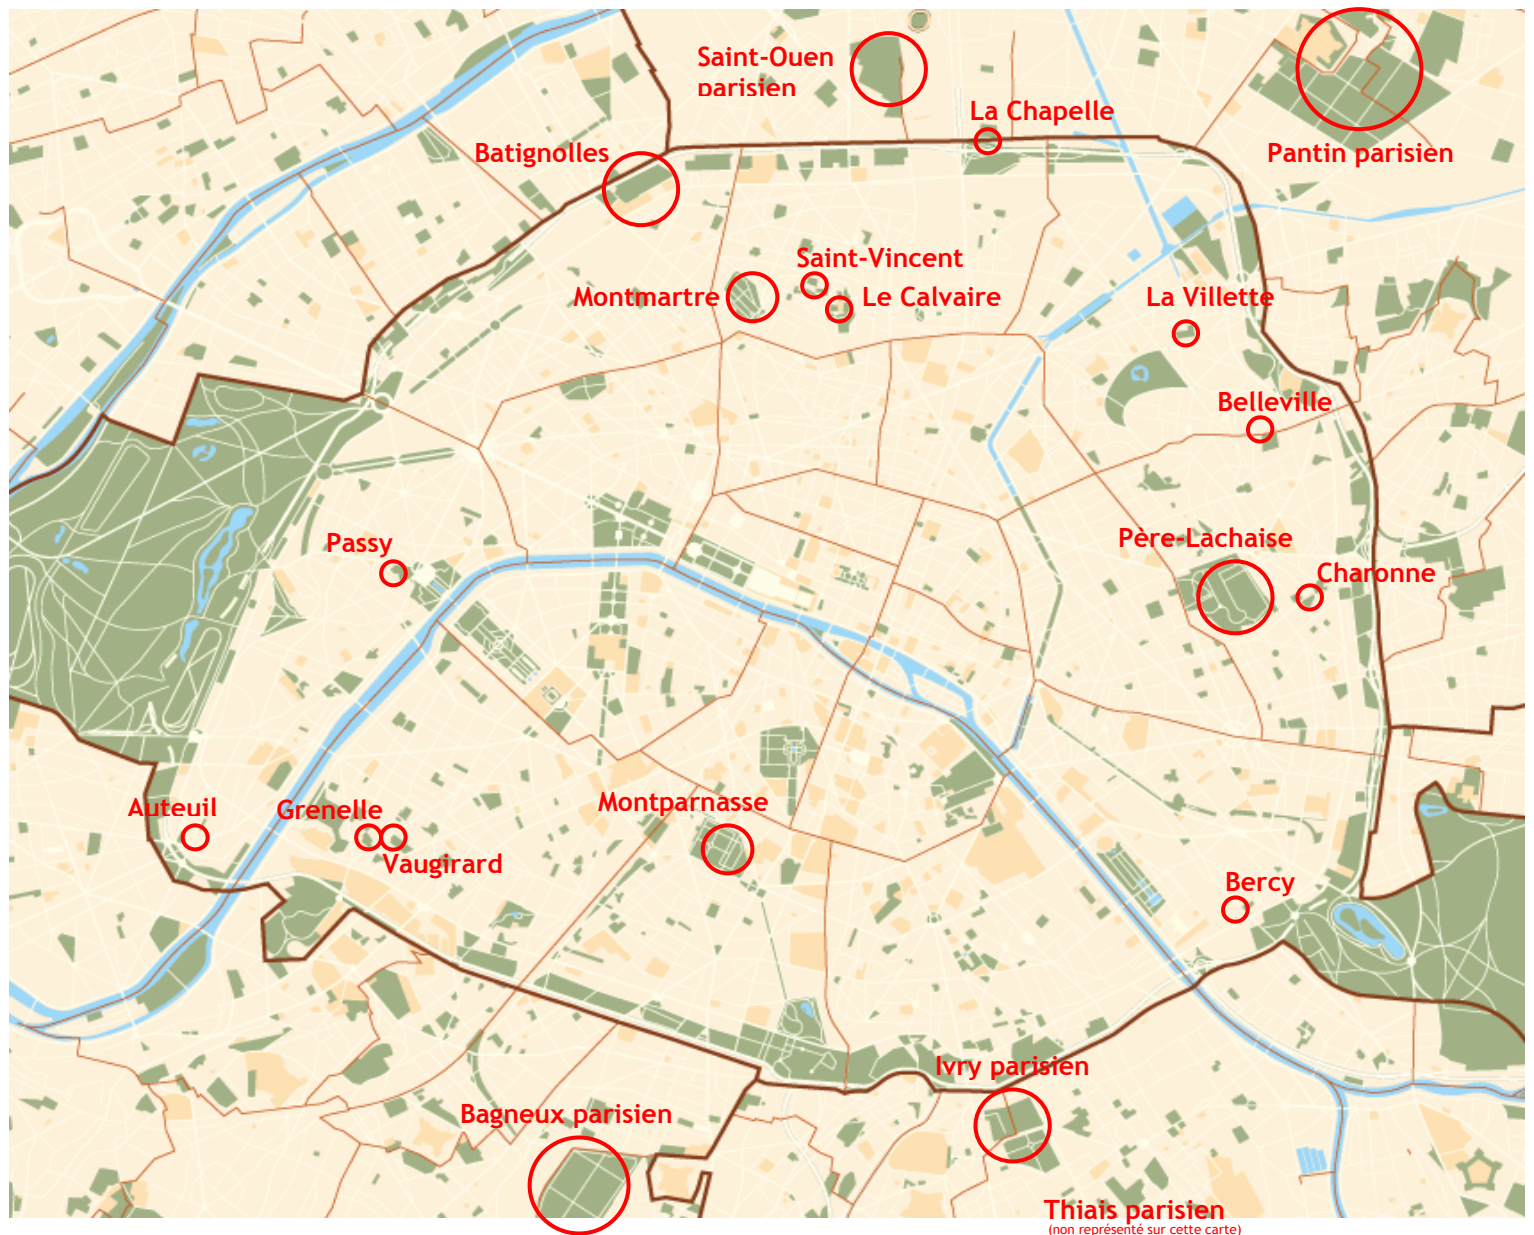 Saint-Ouen
parisien
La Chapelle
Batignolles
Pantin parisien
Saint-Vincent
Montmartre
Le Calvaire
La Villette
Belleville
Passy
Père-Lachaise
Charonne
Auteuil
Grenelle
Montparnasse
Vaugirard
Bercy
Ivry parisien
Bagneux parisien
Thiais parisien
(non représenté sur cette carte)